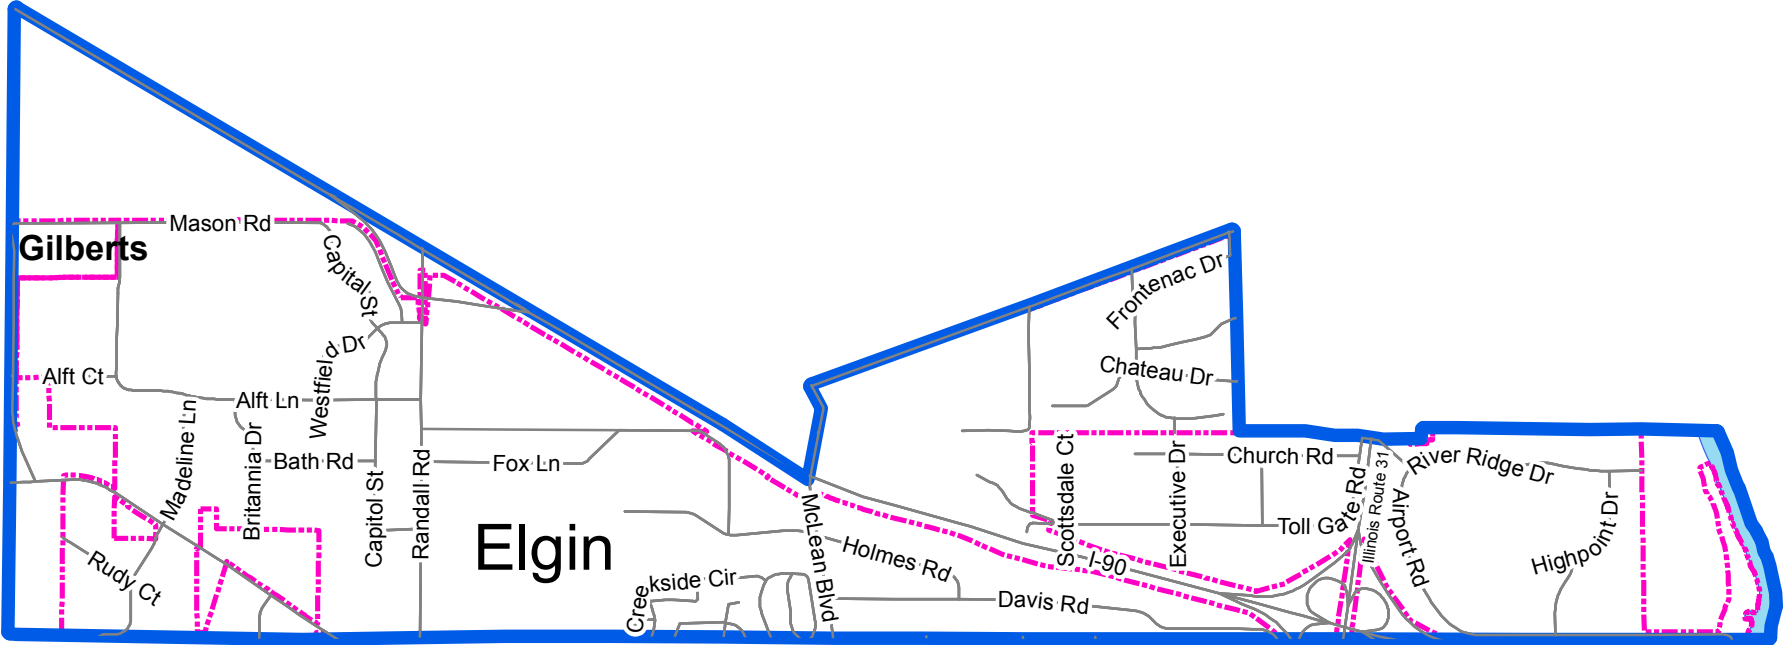 Mason Rd
Gilberts
Capital St
Frontenac Dr
Westfield Dr
Chateau Dr
Alft Ct
Alft Ln
Madeline Ln
Britannia Dr
Bath Rd
Capitol St
Randall Rd
Fox Ln
Elgin
McLean Blvd
Holmes Rd
Scottsdale Ct
Executive Dr
Church Rd
Toll Gate Rd
Illinois Route 31
Airport Rd
River Ridge Dr
Highpoint Dr
I-90
Rudy Ct
Creekside Cir
Davis Rd